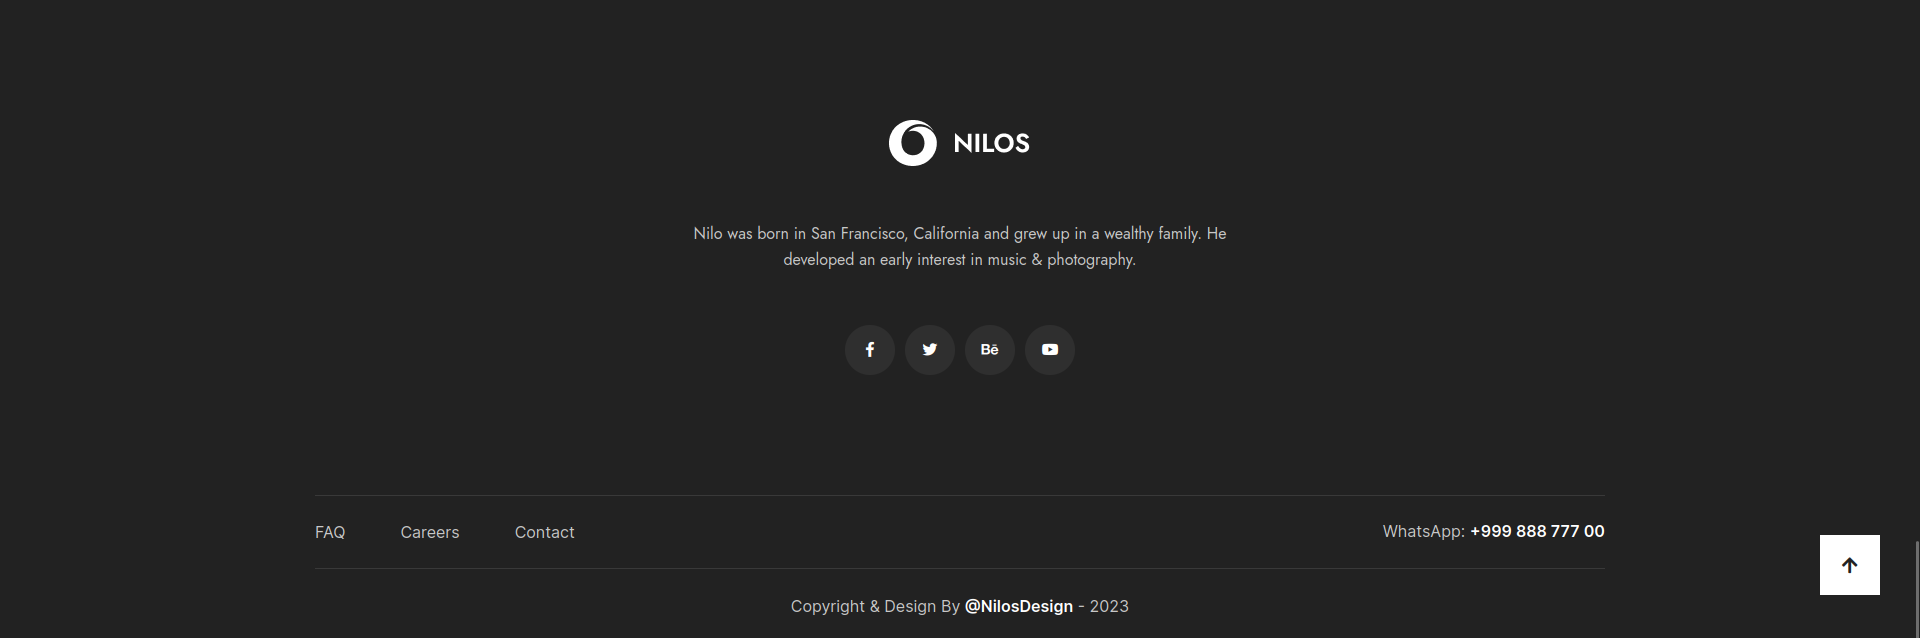 NILOS
Nilo was born in San Francisco, California and grew up in a wealthy family. He
developed an early interest in music & photography.
Bē
FAQ Careers Contact WhatsApp: +999 888 777 00
Copyright & Design By @NilosDesign - 2023